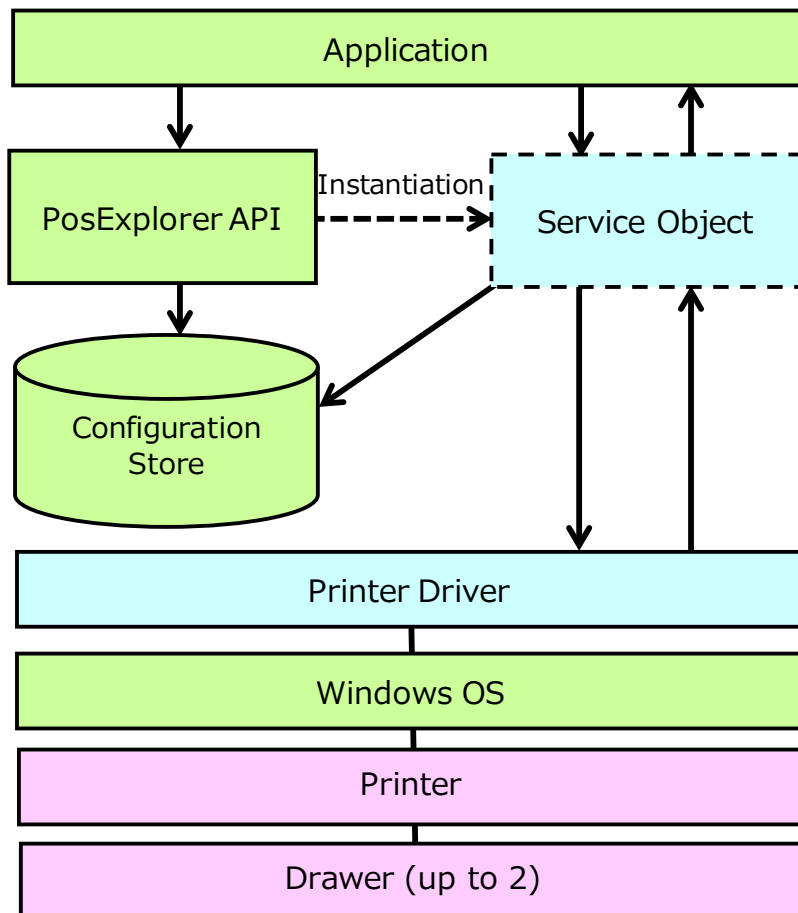 Application
Instantiation
PosExplorer API
Service Object
Configuration
Store
Printer Driver
Windows OS
Printer
Drawer (up to 2)